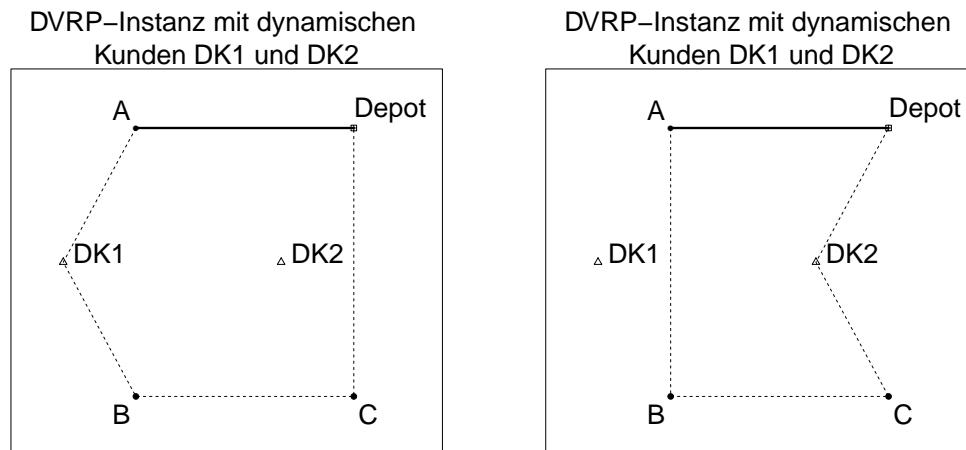 DVRP−Instanz mit dynamischen
Kunden DK1 und DK2
A
Depot
DK1
DK2
B
C
DVRP−Instanz mit dynamischen
Kunden DK1 und DK2
A
Depot
DK1
DK2
B
C